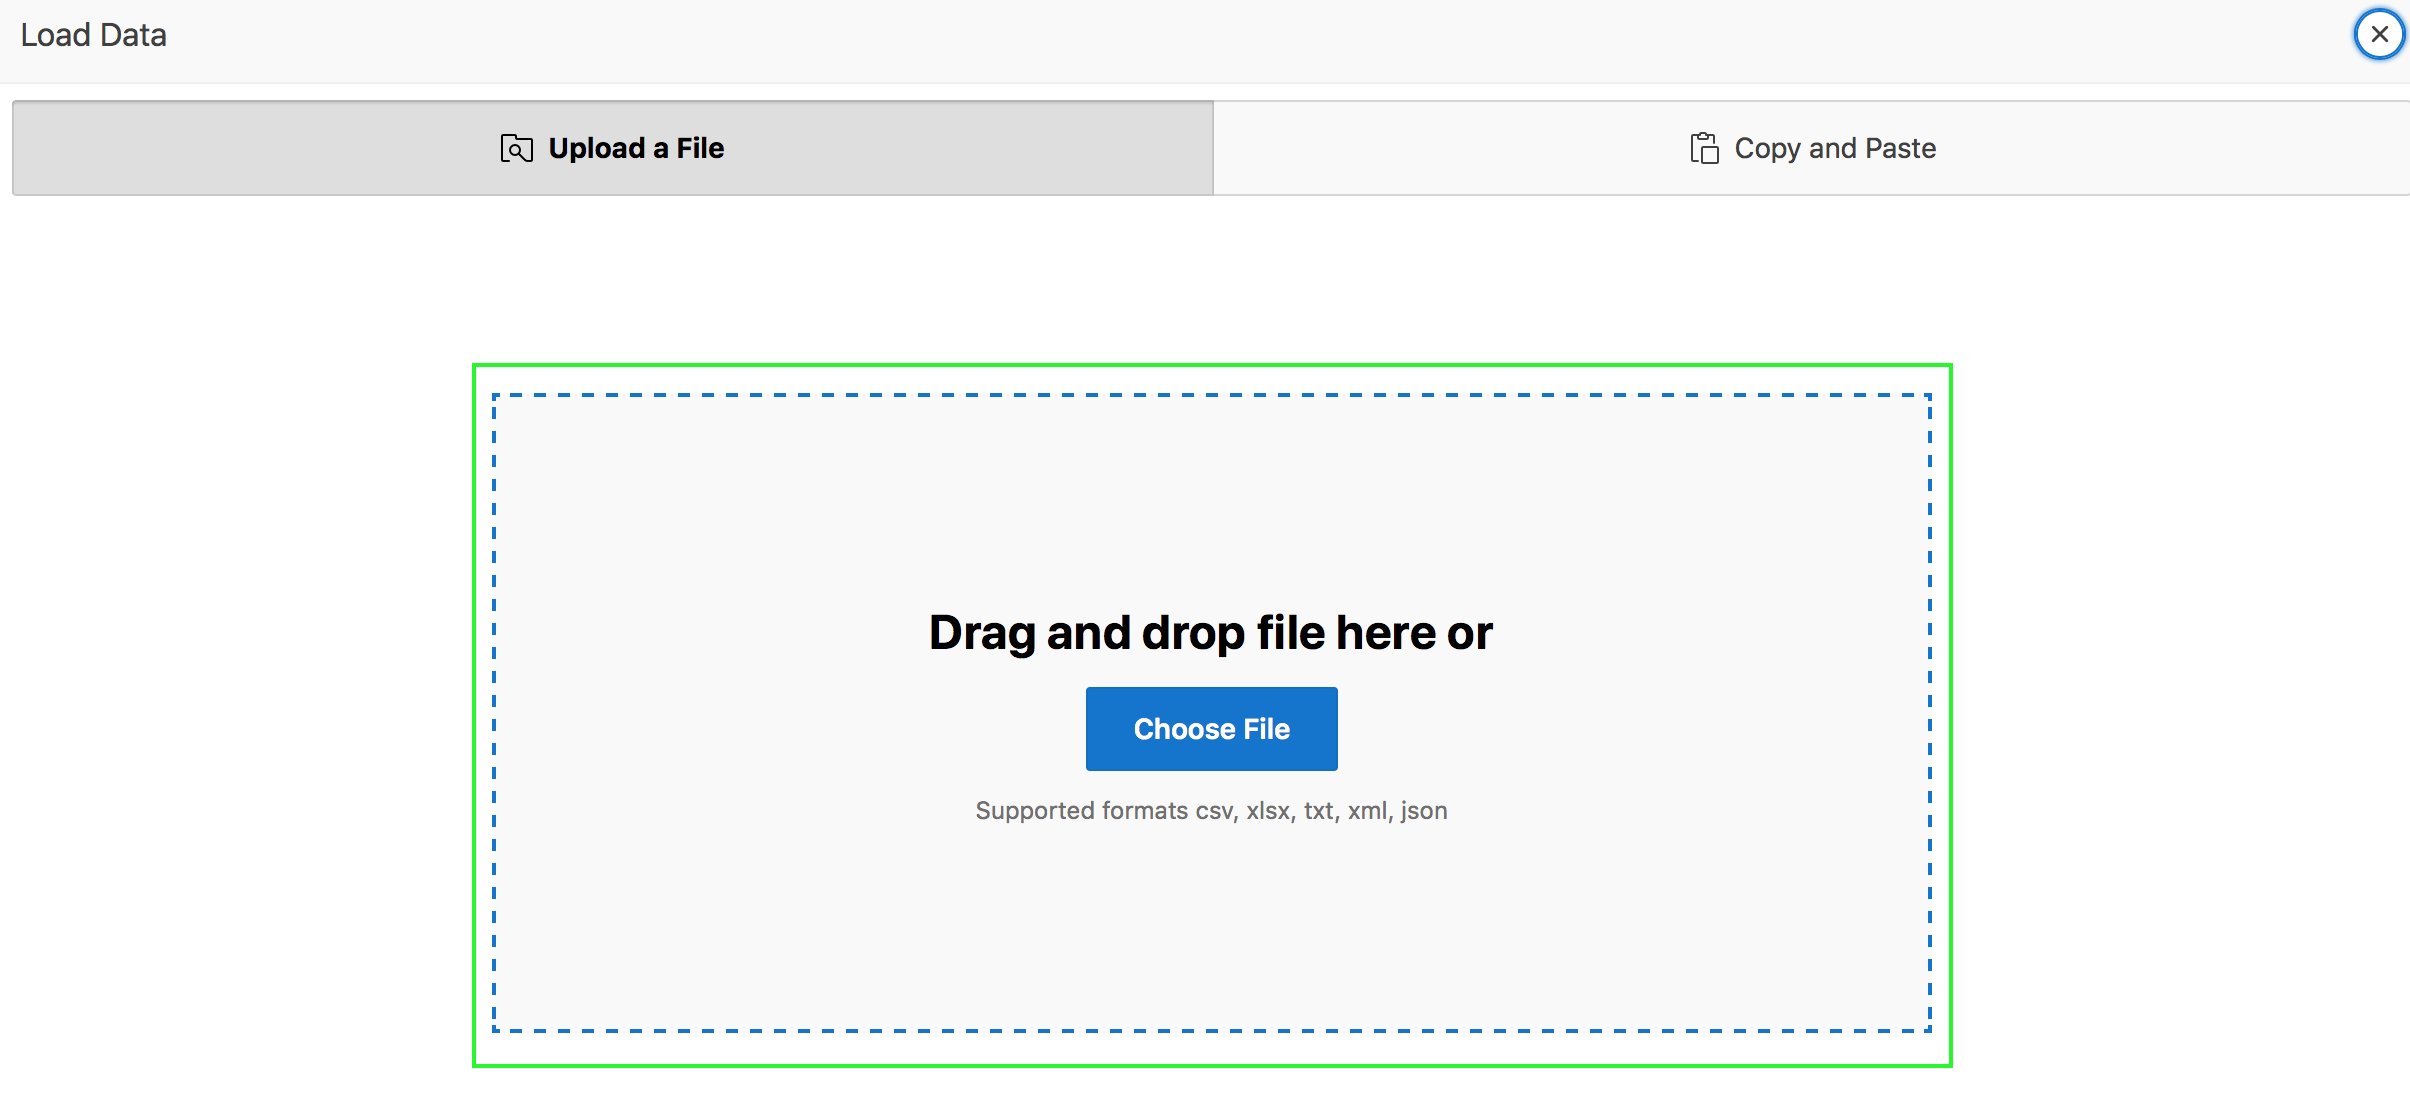 Load Data
Upload a File
Copy and Paste
Drag and drop file here or
Choose File
Supported formats csv, xlsx, txt, xml, json